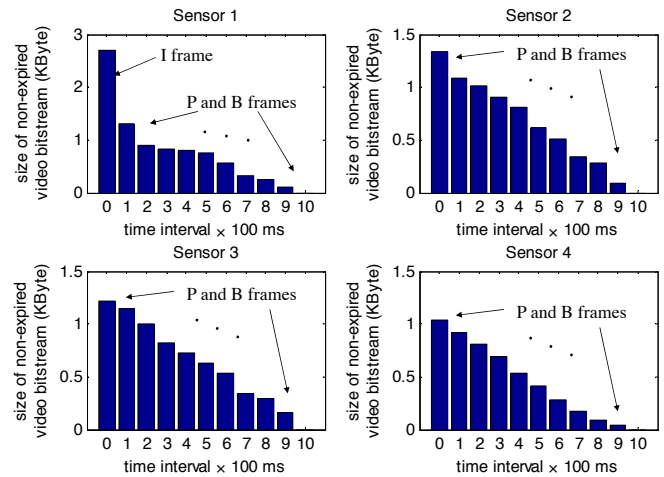 Sensor 1
size of non-expired
video bitstream (KByte)
3
2
1
0
I frame
P and B frames
0 1 2 3 4 5 6 7 8 9 10
time interval × 100 ms
Sensor 2
size of non-expired
video bitstream (KByte)
1.5
1
0.5
0
P and B frames
0 1 2 3 4 5 6 7 8 9 10
time interval × 100 ms
Sensor 3
size of non-expired
video bitstream (KByte)
1.5
1
0.5
0
P and B frames
0 1 2 3 4 5 6 7 8 9 10
time interval × 100 ms
Sensor 4
size of non-expired
video bitstream (KByte)
1.5
1
0.5
0
P and B frames
0 1 2 3 4 5 6 7 8 9 10
time interval × 100 ms